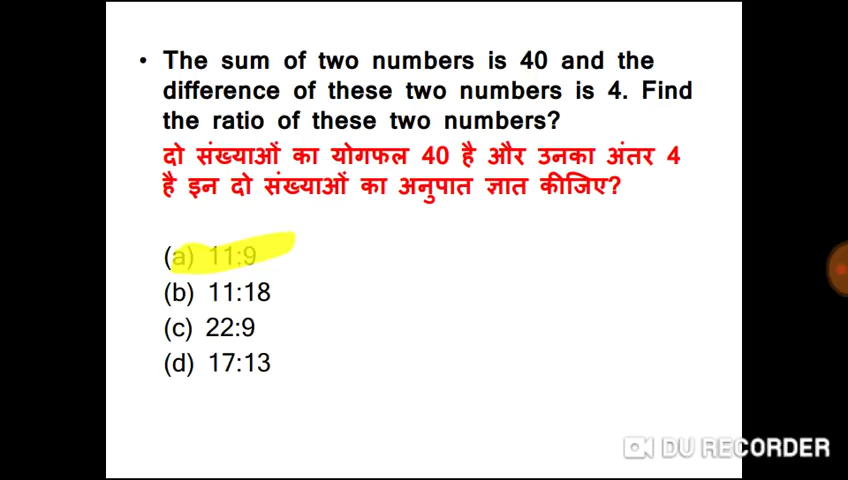 • The sum of two numbers is 40 and the
difference of these two numbers is 4. Find
the ratio of these two numbers?
दो संख्याओं का योगफल 40 है और उनका अंतर 4
है इन दो संख्याओं का अनुपात ज्ञात कीजिए?
(a) 11:9
(b) 11:18
(c) 22:9
(d) 17:13
DU RECORDER